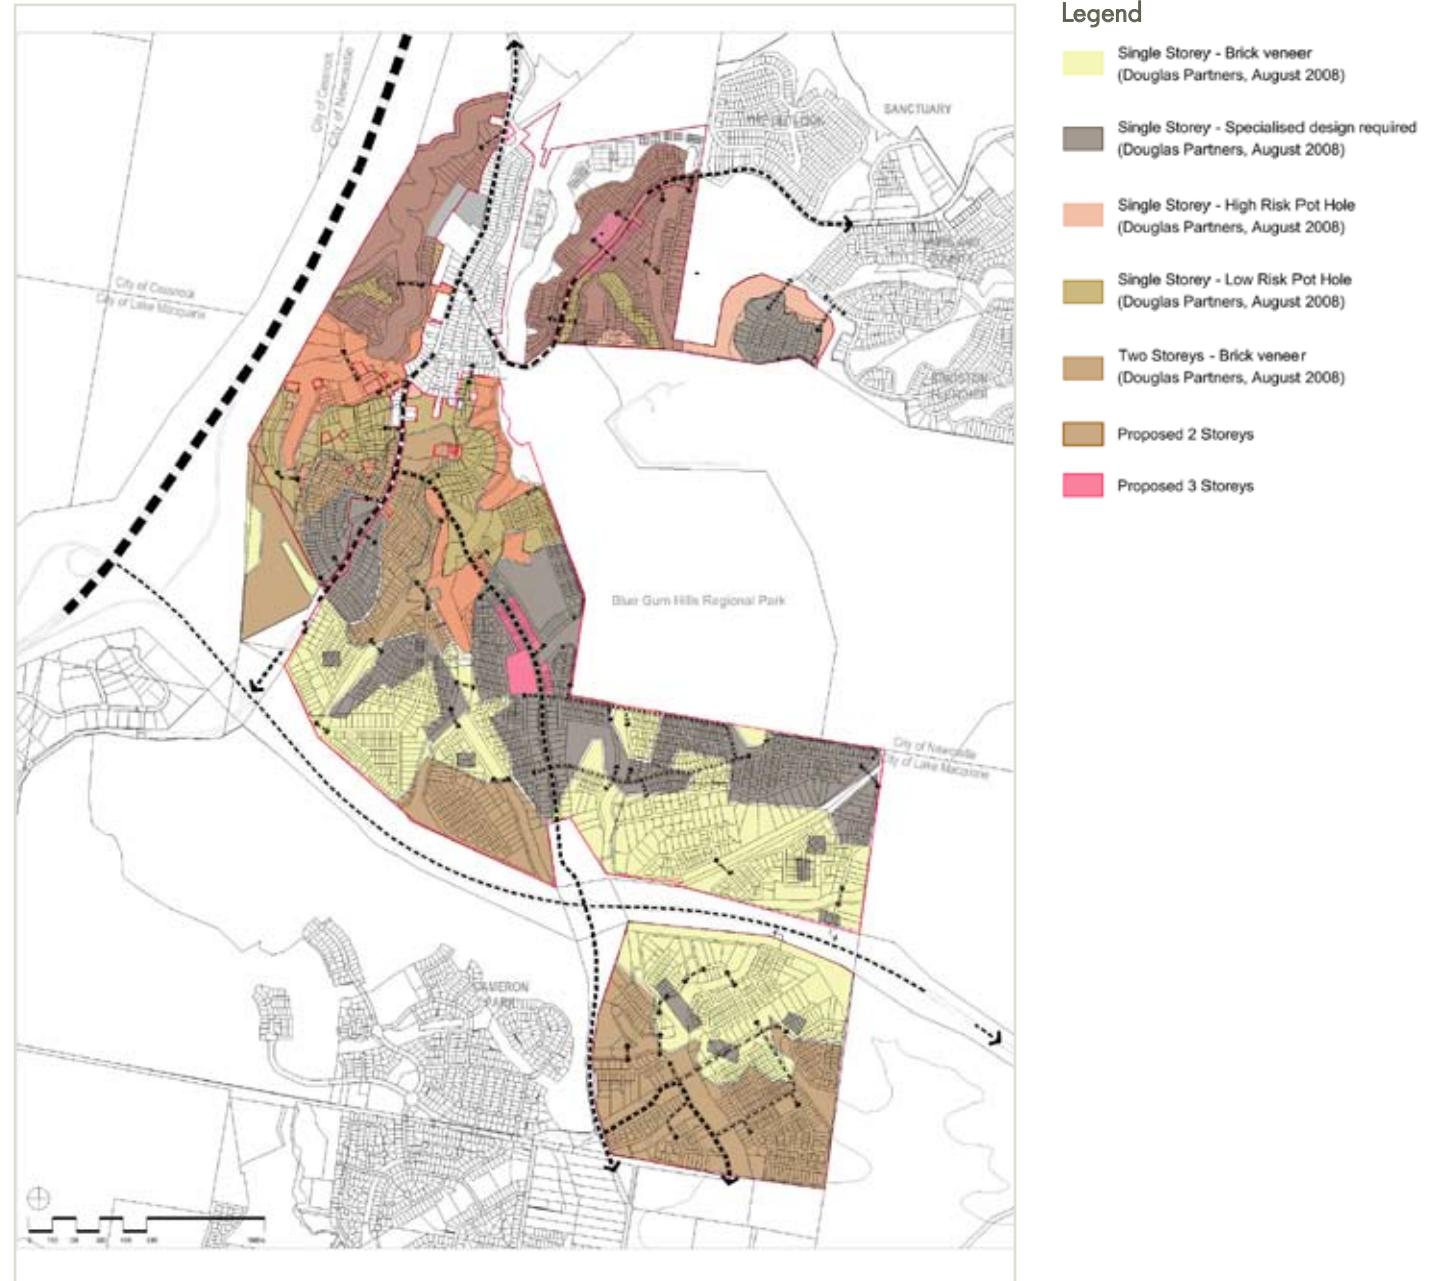 Legend
Single Storey - Brick veneer
(Douglas Partners, August 2008)
Single Storey - Specialised design required
(Douglas Partners, August 2008)
Single Storey - High Risk Pot Hole
(Douglas Partners, August 2008)
Single Storey - Low Risk Pot Hole
(Douglas Partners, August 2008)
Two Storeys - Brick veneer
(Douglas Partners, August 2008)
Proposed 2 Storeys
Proposed 3 Storeys
City of Cessnock
City of Newcastle
SANCTUARY
City of Cessnock
City of Lake Macquarie
FLETCHER
Blue Gum Hills Regional Park
City of Newcastle
City of Lake Macquarie
CAMERON
PARK